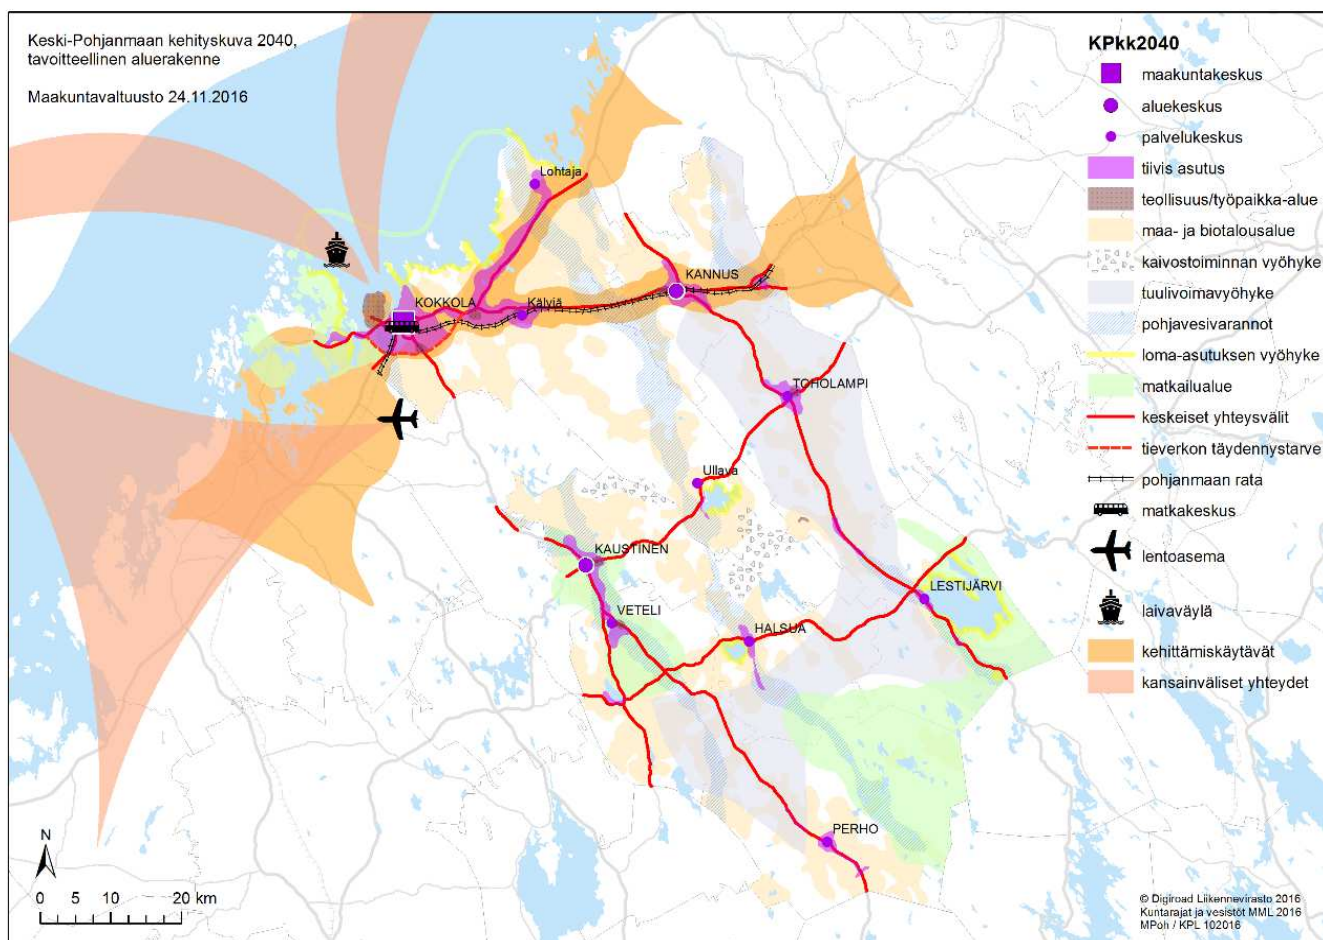 Keski-Pohjanmaan kehityskuva 2040,
tavoitteellinen aluerakenne
Maakuntavaltuusto 24.11.2016
KPkk2040
maakuntakeskus
aluekeskus
palvelukeskus
tiivis asutus
teollisuus/työpaikka-alue
maa- ja biotalousalue
kaivostoiminnan vyöhyke
tuulivoimavyöhyke
pohjavesivarannot
loma-asutuksen vyöhyke
matkailualue
keskeiset yhteysvälit
tieverkon täydennystarve
pohjanmaan rata
matkakeskus
lentoasema
laivaväylä
kehittämiskäytävät
kansainväliset yhteydet
Lohtaja
KANNUS
KOKKOLA
Kälviä
TOHOLAMPI
Ullava
KAUSTINEN
LESTIJÄRVI
VETELI
HALSUA
PERHO
N
0 5 10 20 km
© Digiroad Liikennevirasto 2016
Kuntarajat ja vesistöt MML 2016
MPoh / KPL 102016